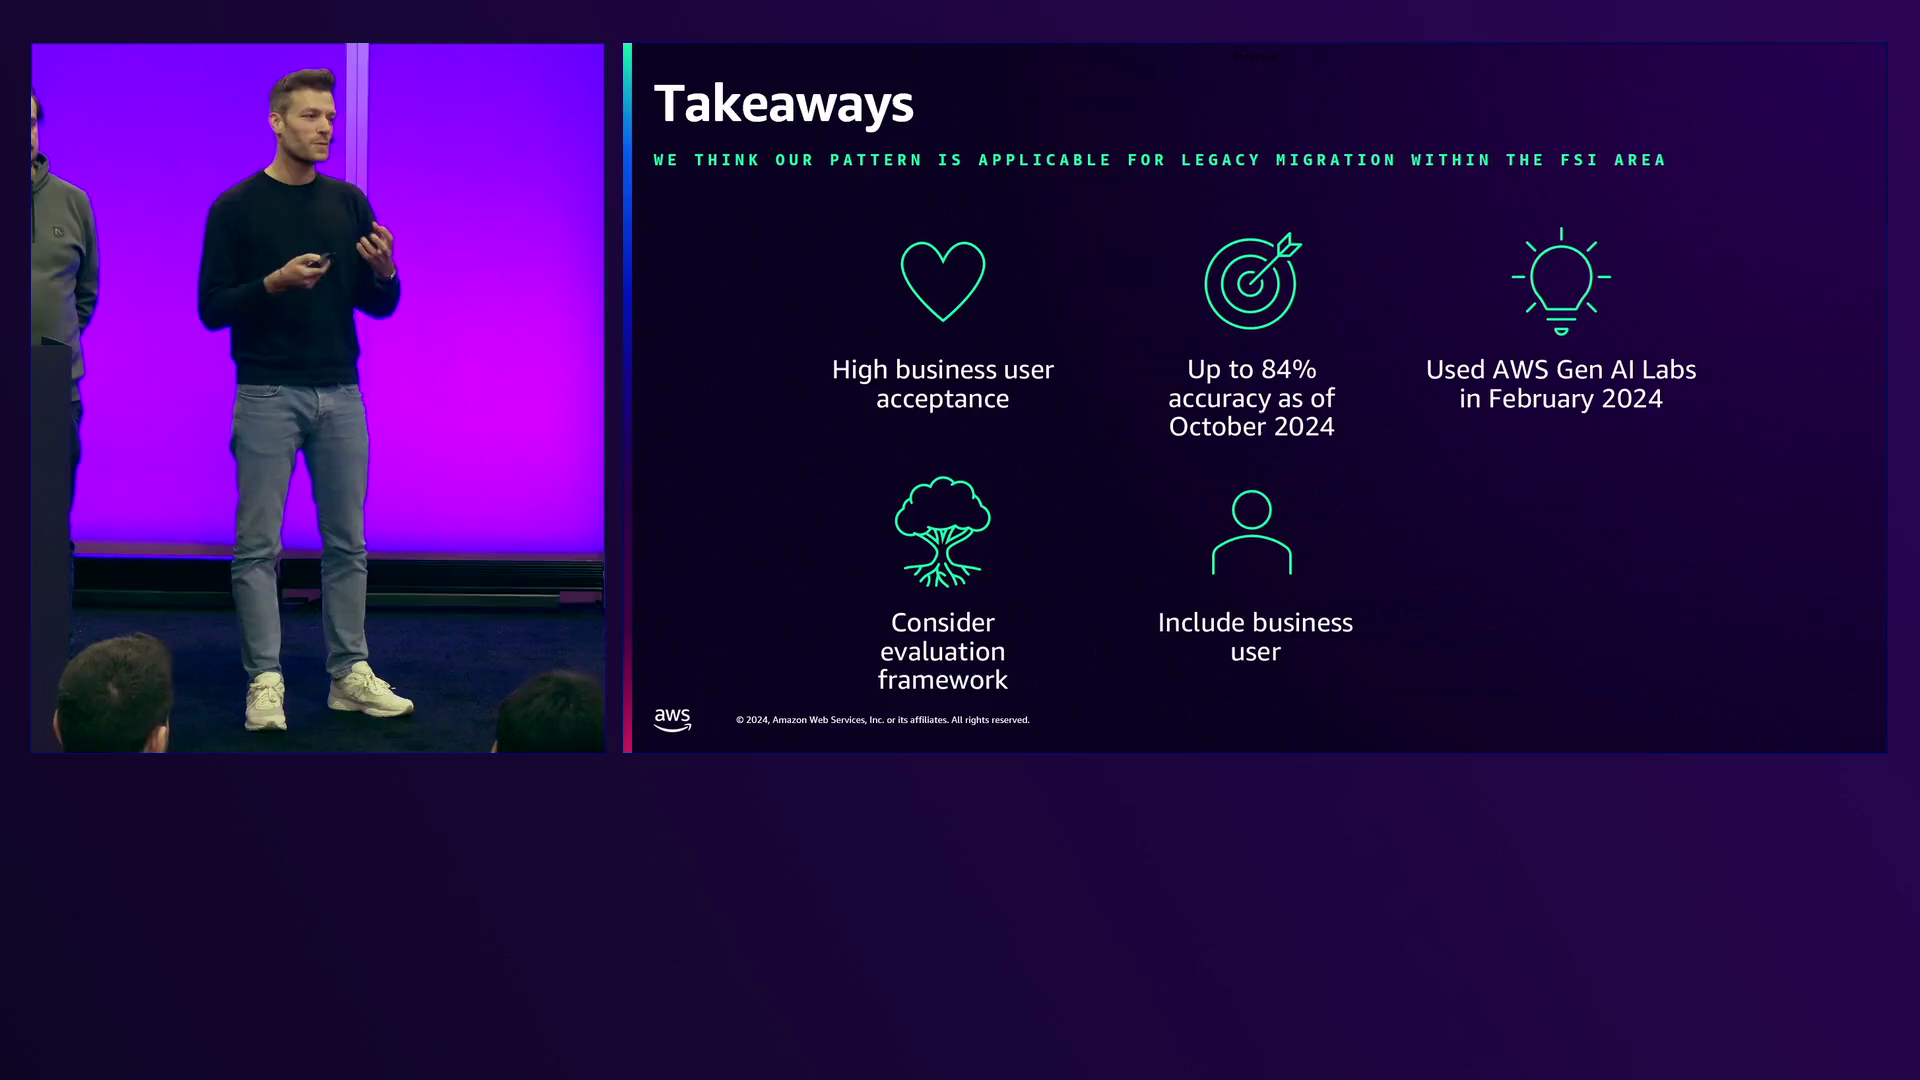 Takeaways
WE THINK OUR PATTERN IS APPLICABLE FOR LEGACY MIGRATION WITHIN THE FSI AREA
High business user
acceptance
Up to 84%
accuracy as of
October 2024
Used AWS Gen AI Labs
in February 2024
Consider
evaluation
framework
Include business
user
aws
© 2024, Amazon Web Services, Inc. or its affiliates. All rights reserved.